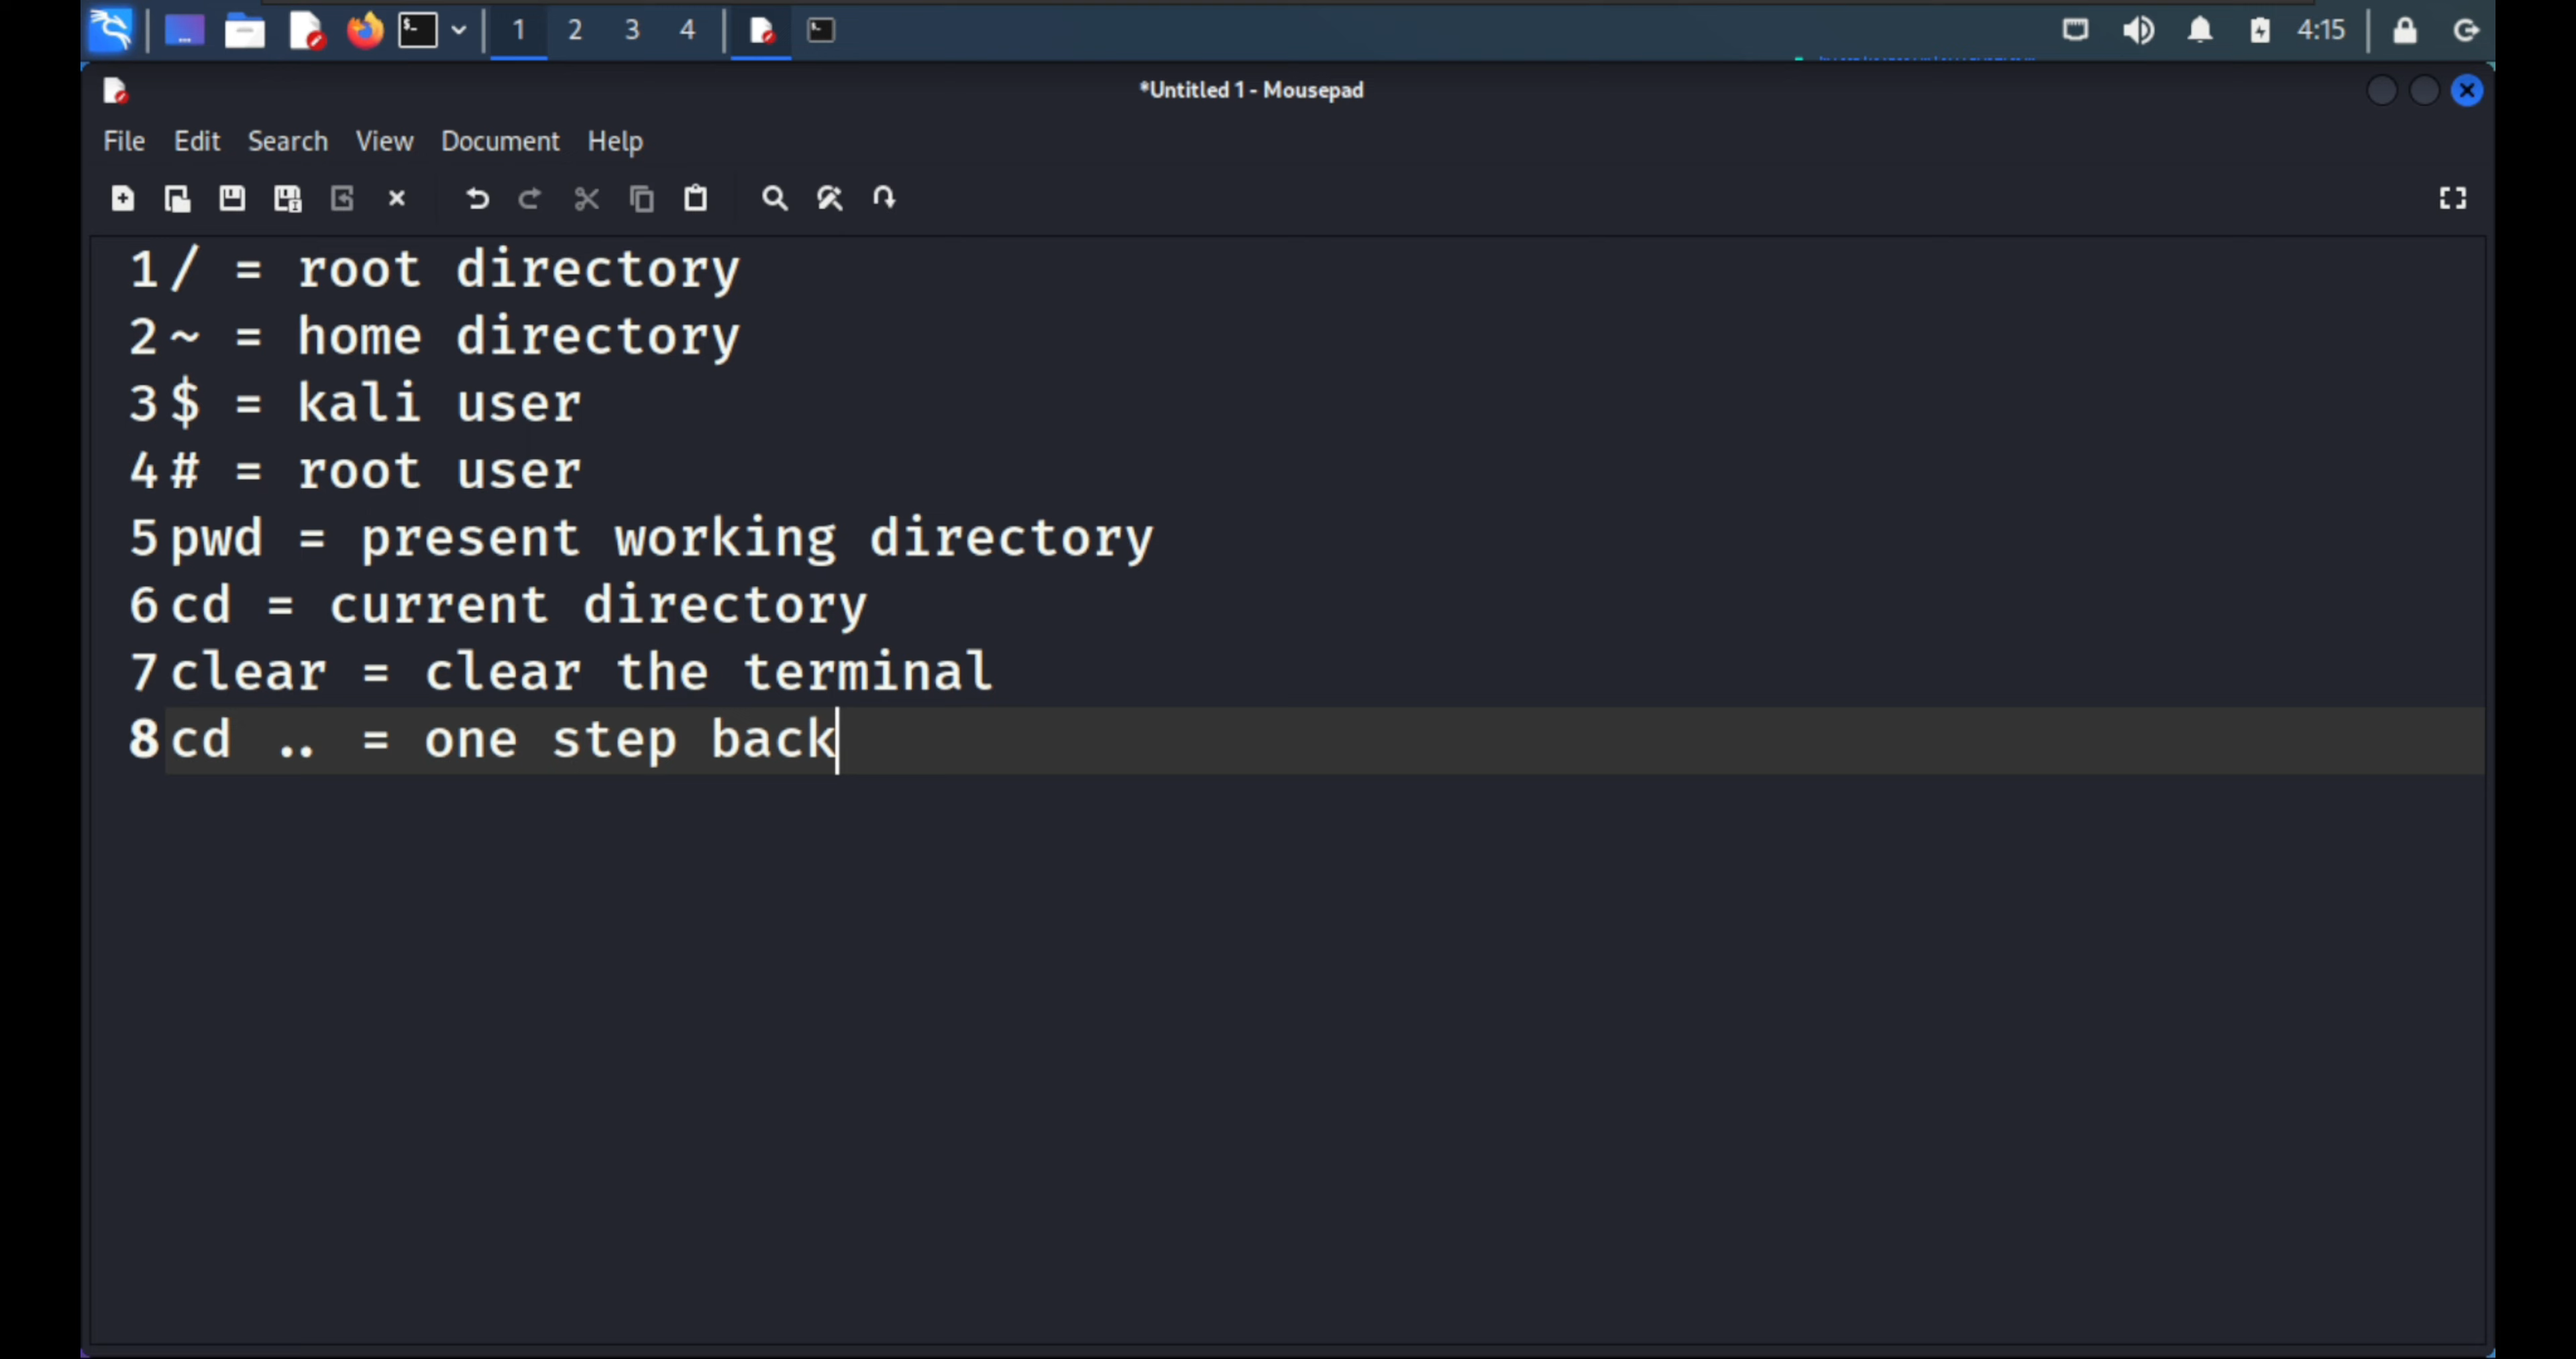 1 2 3 4 4:15
*Untitled 1 - Mousepad
File Edit Search View Document Help
1 / = root directory
2 ~ = home directory
3 $ = kali user
4 # = root user
5 pwd = present working directory
6 cd = current directory
7 clear = clear the terminal
8 cd .. = one step back